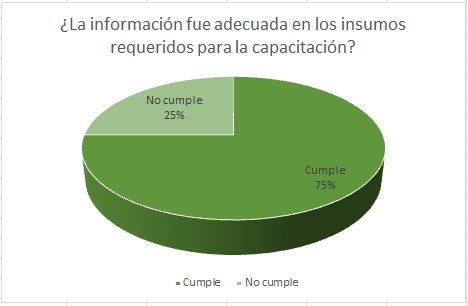 ¿La información fue adecuada en los insumos
requeridos para la capacitación?
No cumple
25%
Cumple
75%
Cumple No cumple